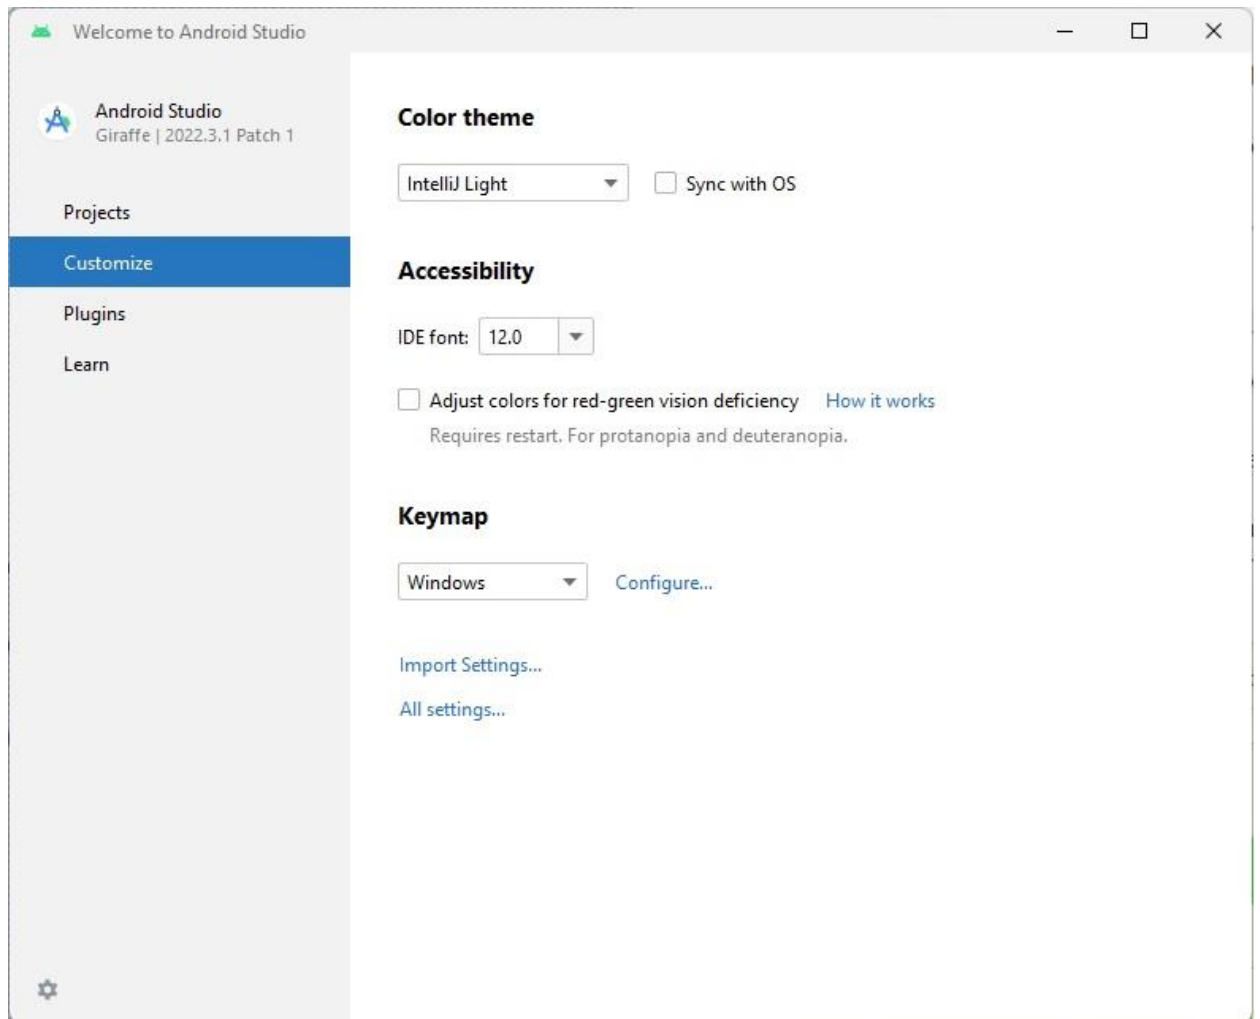 Welcome to Android Studio
Android Studio
Giraffe | 2022.3.1 Patch 1
Projects
Customize
Plugins
Learn
Color theme
IntelliJ Light
Sync with OS
Accessibility
IDE font: 12.0
Adjust colors for red-green vision deficiency How it works
Requires restart. For protanopia and deuteranopia.
Keymap
Windows Configure...
Import Settings...
All settings...